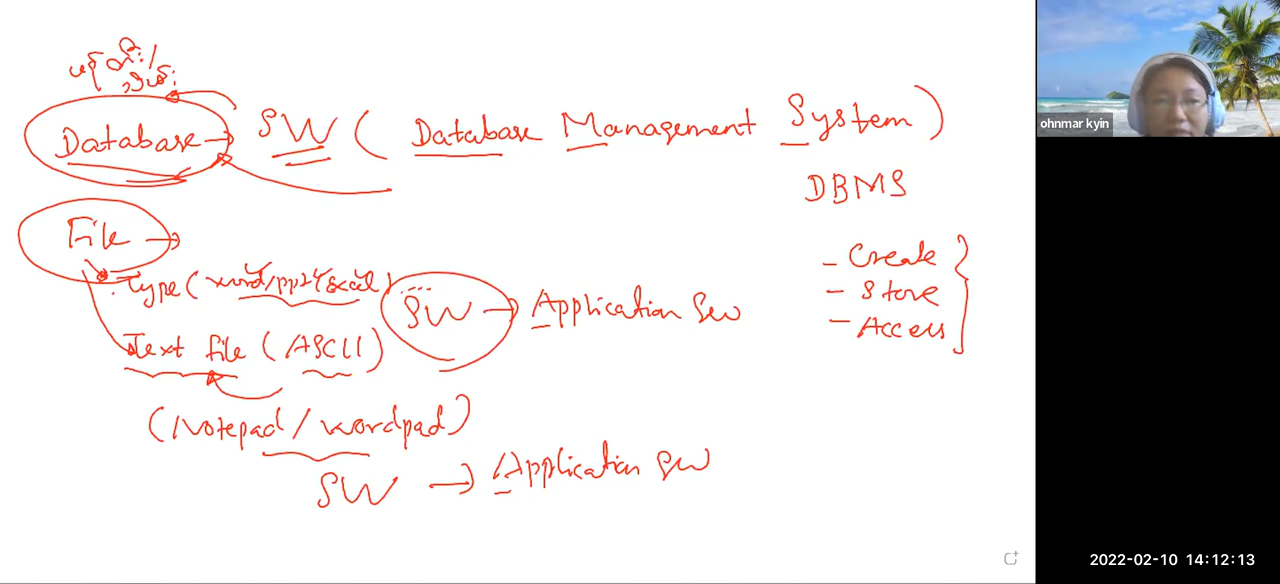 Database → SW ( Database Management System )
DBMS
File →
- Create
Type ( word/ppt/excel ) ....
- Store
SW → Application SW
- Access
Text file ( ASCII )
(Notepad / wordpad)
SW → Application SW
ohnmar kyin
2022-02-10 14:12:13